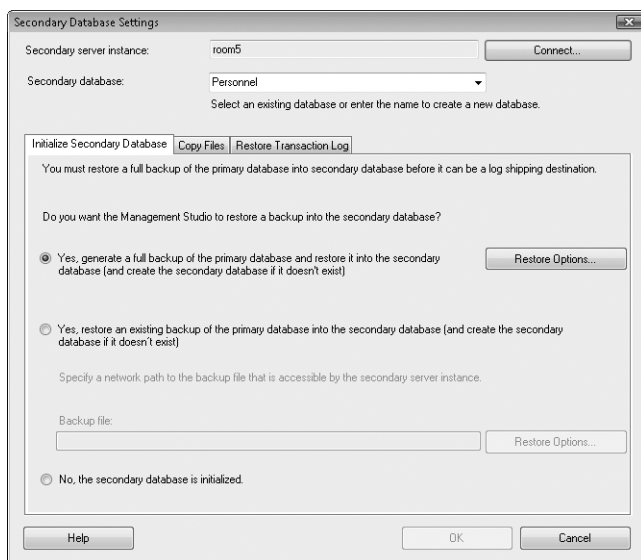 Secondary Database Settings
Secondary server instance:
room5
Connect...
Secondary database:
Personnel
Select an existing database or enter the name to create a new database.
Initialize Secondary Database
Copy Files
Restore Transaction Log
You must restore a full backup of the primary database into secondary database before it can be a log shipping destination.
Do you want the Management Studio to restore a backup into the secondary database?
Yes, generate a full backup of the primary database and restore it into the secondary
database (and create the secondary database if it doesn't exist)
Restore Options...
Yes, restore an existing backup of the primary database into the secondary database (and create the secondary
database if it doesn't exist)
Specify a network path to the backup file that is accessible by the secondary server instance.
Backup file:
Restore Options...
No, the secondary database is initialized.
Help
OK
Cancel